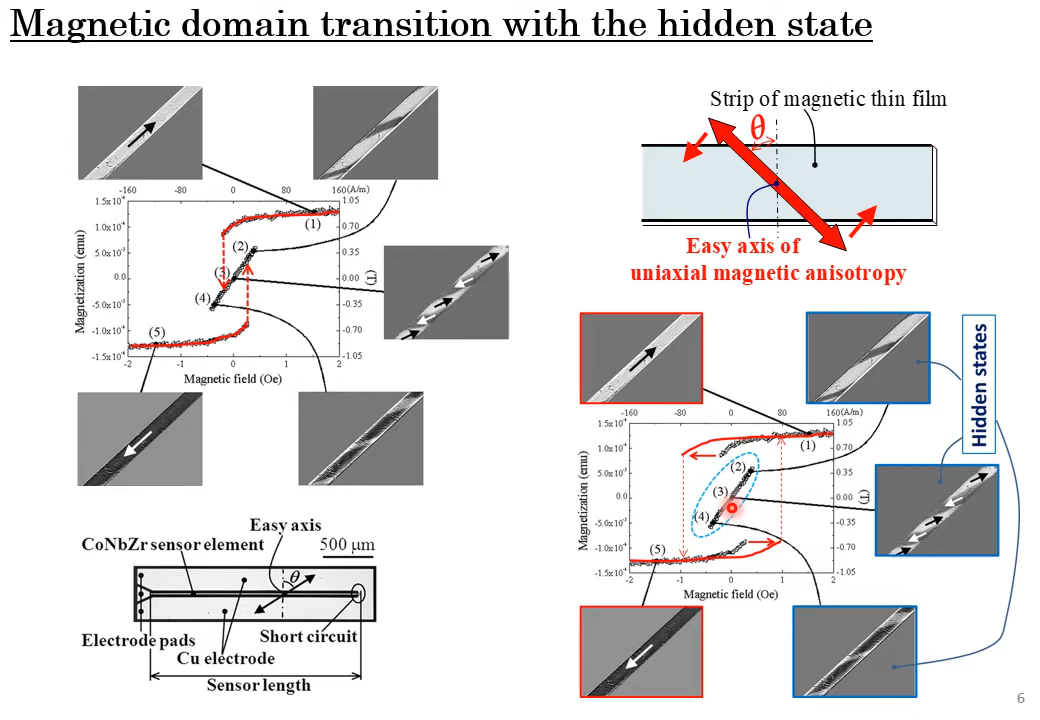 Magnetic domain transition with the hidden state
-160 -80 0 80 160(A/m)
1.5x10⁻⁴
1.0x10⁻⁴
5.0x10⁻⁵
0.0
-5.0x10⁻⁵
-1.0x10⁻⁴
-1.5x10⁻⁴
Magnetization (emu)
(1)
(2)
(3)
(4)
(5)
1.05
0.70
0.35
0.00
-0.35
-0.70
-1.05
(T)
-2 -1 0 1 2
Magnetic field (Oe)
Strip of magnetic thin film
θ
Easy axis of
uniaxial magnetic anisotropy
Hidden states
-160 -80 0 80 160(A/m)
1.5x10⁻⁴
1.0x10⁻⁴
5.0x10⁻⁵
0.0
-5.0x10⁻⁵
-1.0x10⁻⁴
-1.5x10⁻⁴
Magnetization (emu)
(1)
(2)
(3)
(4)
(5)
1.05
0.70
0.35
0.00
-0.35
-0.70
-1.05
(T)
-2 -1 0 1 2
Magnetic field (Oe)
Easy axis
CoNbZr sensor element
500 μm
θ
Electrode pads
Short circuit
Cu electrode
Sensor length
6